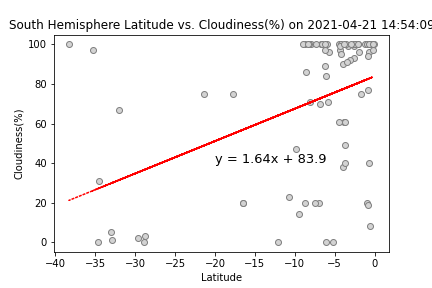 South Hemisphere Latitude vs. Cloudiness(%) on 2021-04-21 14:54:09
100
80
60
40
20
0
Cloudiness(%)
y = 1.64x + 83.9
−40 −35 −30 −25 −20 −15 −10 −5 0
Latitude